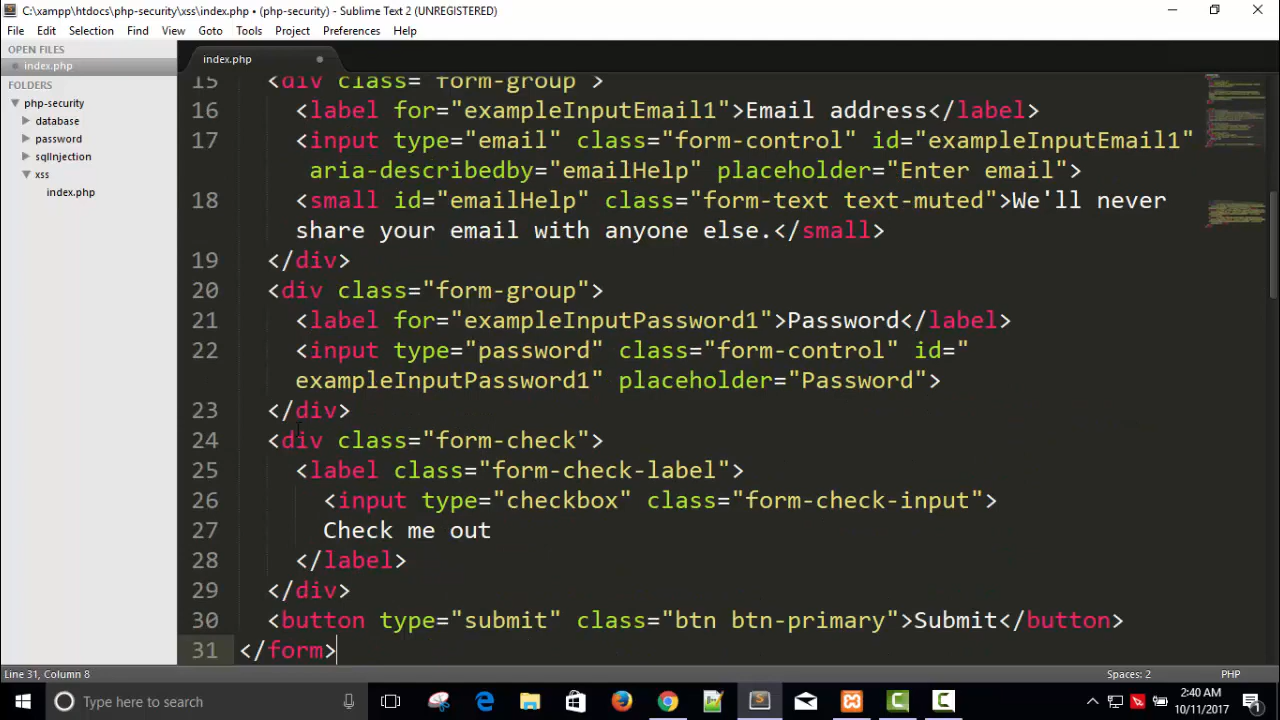 C:\xampp\htdocs\php-security\xss\index.php • (php-security) - Sublime Text 2 (UNREGISTERED)
File Edit Selection Find View Goto Tools Project Preferences Help
OPEN FILES
index.php
FOLDERS
php-security
database
password
sqlInjection
xss
index.php
index.php
15 <div class="form-group">
16 <label for="exampleInputEmail1">Email address</label>
17 <input type="email" class="form-control" id="exampleInputEmail1"
aria-describedby="emailHelp" placeholder="Enter email">
18 <small id="emailHelp" class="form-text text-muted">We'll never
share your email with anyone else.</small>
19 </div>
20 <div class="form-group">
21 <label for="exampleInputPassword1">Password</label>
22 <input type="password" class="form-control" id="
exampleInputPassword1" placeholder="Password">
23 </div>
24 <div class="form-check">
25 <label class="form-check-label">
26 <input type="checkbox" class="form-check-input">
27 Check me out
28 </label>
29 </div>
30 <button type="submit" class="btn btn-primary">Submit</button>
31 </form>
Line 31, Column 8 Spaces: 2 PHP
Type here to search
2:40 AM
10/11/2017